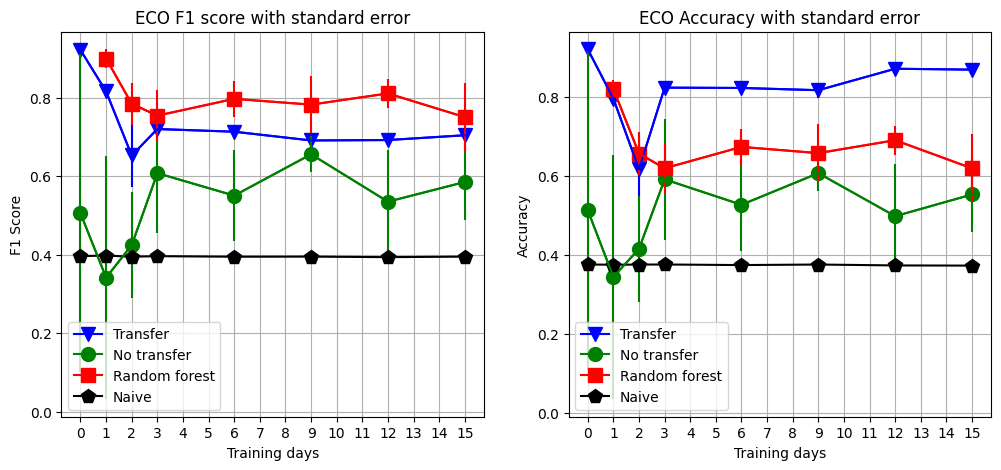 ECO F1 score with standard error
F1 Score
0.8
0.6
0.4
0.2
0.0
Transfer
No transfer
Random forest
Naive
0 1 2 3 4 5 6 7 8 9 10 11 12 13 14 15
Training days
ECO Accuracy with standard error
Accuracy
0.8
0.6
0.4
0.2
0.0
Transfer
No transfer
Random forest
Naive
0 1 2 3 4 5 6 7 8 9 10 11 12 13 14 15
Training days